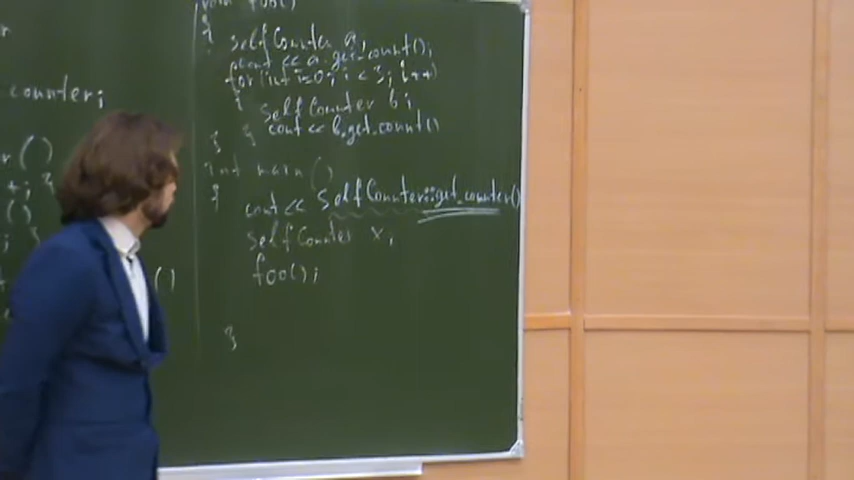 void foo()
{
selfCounter a;
cout << a.get_count();
for (int i=0; i < 3; i++)
{
selfCounter b;
cout << b.get_count()
}
}
int main()
{
cout << SelfCounter::get_counter()
selfCounter x;
foo();
}
counter;
()
()